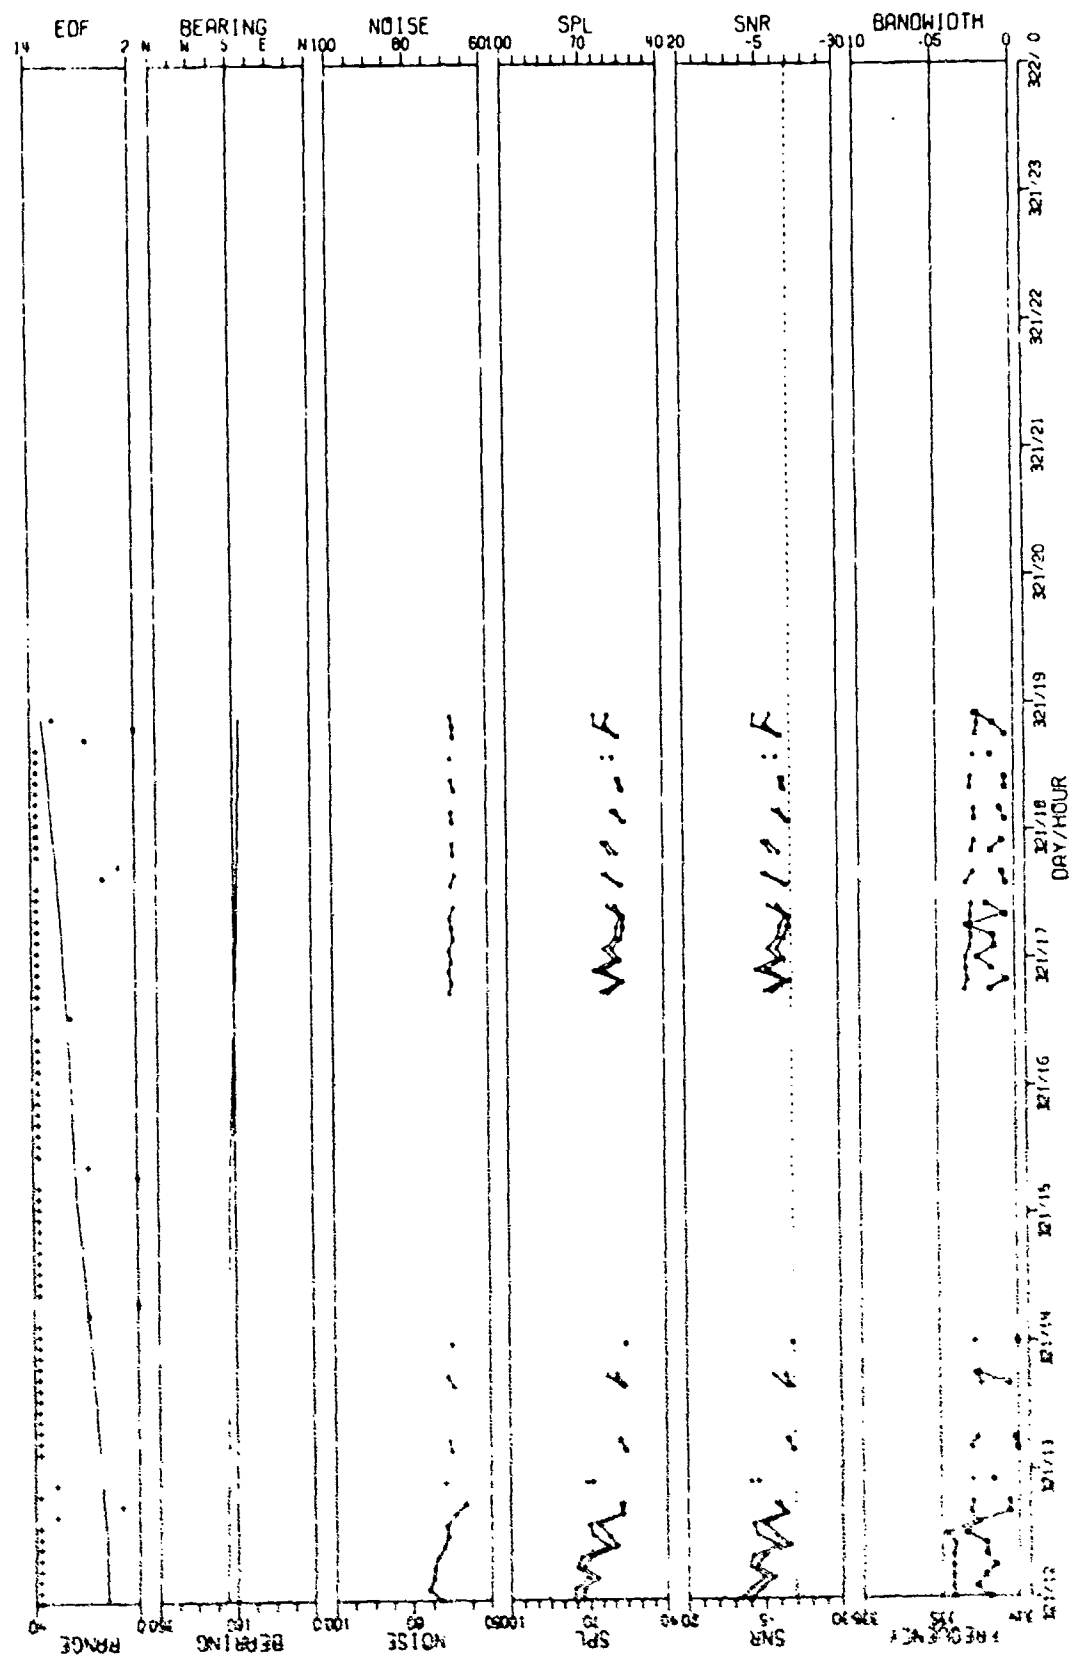 EOF
BEARING
NOISE
SPL
SNR
BANDWIDTH
14 2
N W S E N
100 80 60
100 70 40
20 -5 -30
10 .05 0
322/ 0
321/23
321/22
321/21
321/20
321/19
321/18
321/17
321/16
321/15
321/14
321/13
321/12
DAY/HOUR
RANGE
BEARING
NOISE
SPL
SNR
FREQUENCY